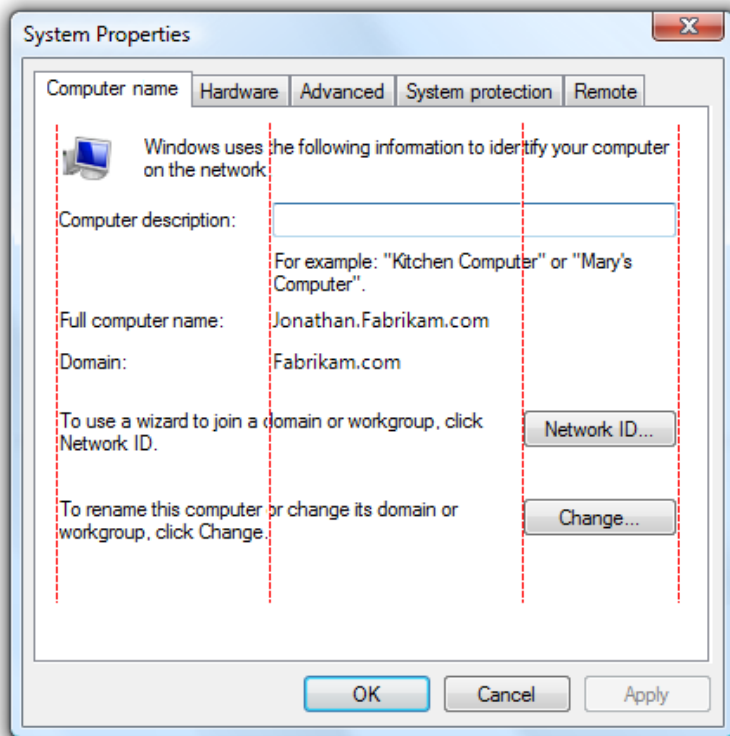 System Properties
Computer name Hardware Advanced System protection Remote
Windows uses the following information to identify your computer
on the network
Computer description:
For example: "Kitchen Computer" or "Mary's
Computer".
Full computer name: Jonathan.Fabrikam.com
Domain: Fabrikam.com
To use a wizard to join a domain or workgroup, click
Network ID.
Network ID...
To rename this computer or change its domain or
workgroup, click Change.
Change...
OK Cancel Apply